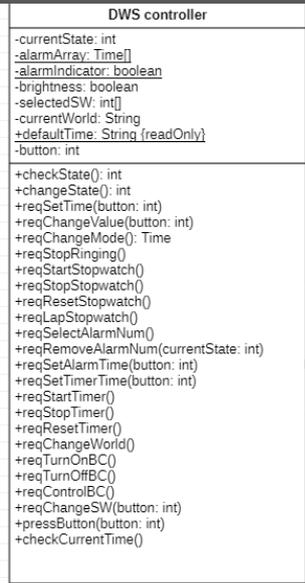 DWS controller
-currentState: int
-alarmArray: Time[]
-alarmIndicator: boolean
-brightness: boolean
-selectedSW: int[]
-currentWorld: String
+defaultTime: String {readOnly}
-button: int
+checkState(): int
+changeState(): int
+reqSetTime(button: int)
+reqChangeValue(button: int)
+reqChangeMode(): Time
+reqStopRinging()
+reqStartStopwatch()
+reqStopStopwatch()
+reqResetStopwatch()
+reqLapStopwatch()
+reqSelectAlarmNum()
+reqRemoveAlarmNum(currentState: int)
+reqSetAlarmTime(button: int)
+reqSetTimerTime(button: int)
+reqStartTimer()
+reqStopTimer()
+reqResetTimer()
+reqChangeWorld()
+reqTurnOnBC()
+reqTurnOffBC()
+reqControlBC()
+reqChangeSW(button: int)
+pressButton(button: int)
+checkCurrentTime()